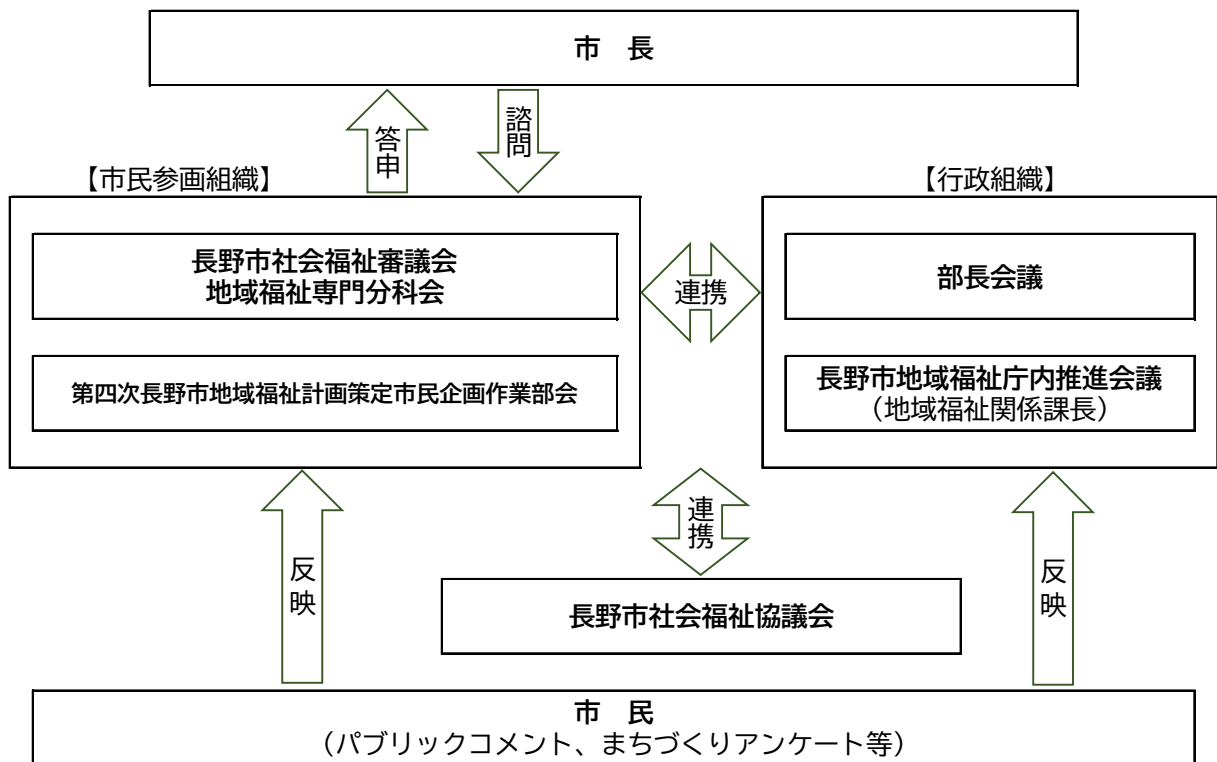 市　長
答申
諮問
【市民参画組織】
【行政組織】
長野市社会福祉審議会
地域福祉専門分科会
連携
部長会議
第四次長野市地域福祉計画策定市民企画作業部会
長野市地域福祉庁内推進会議
（地域福祉関係課長）
反映
連携
反映
長野市社会福祉協議会
市　民
（パブリックコメント、まちづくりアンケート等）